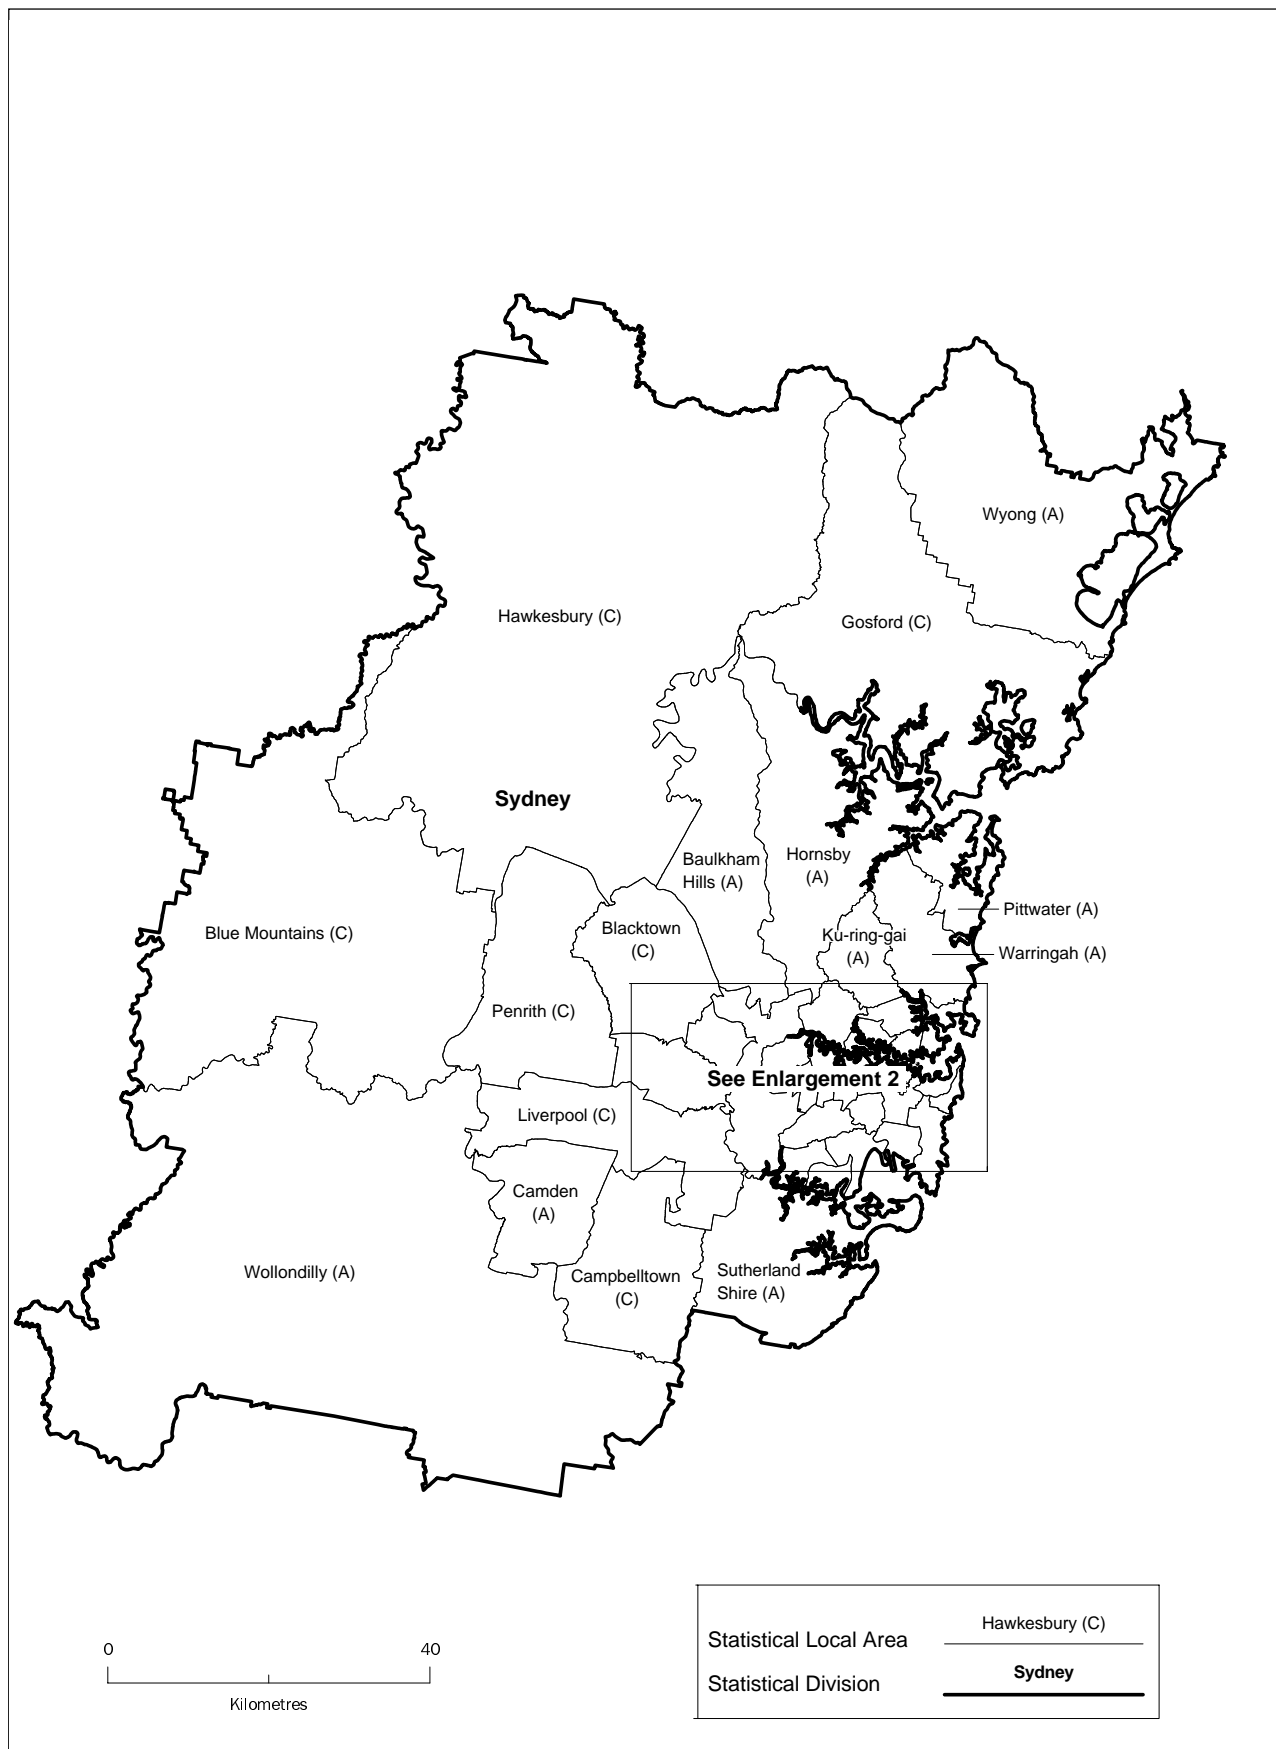 Wyong (A)
Hawkesbury (C)
Gosford (C)
Sydney
Baulkham
Hills (A)
Hornsby
(A)
Pittwater (A)
Blue Mountains (C)
Blacktown
(C)
Ku-ring-gai
(A)
Warringah (A)
Penrith (C)
See Enlargement 2
Liverpool (C)
Camden
(A)
Wollondilly (A)
Campbelltown
(C)
Sutherland
Shire (A)
0 40
Kilometres
Statistical Local Area
Hawkesbury (C)
Statistical Division
Sydney